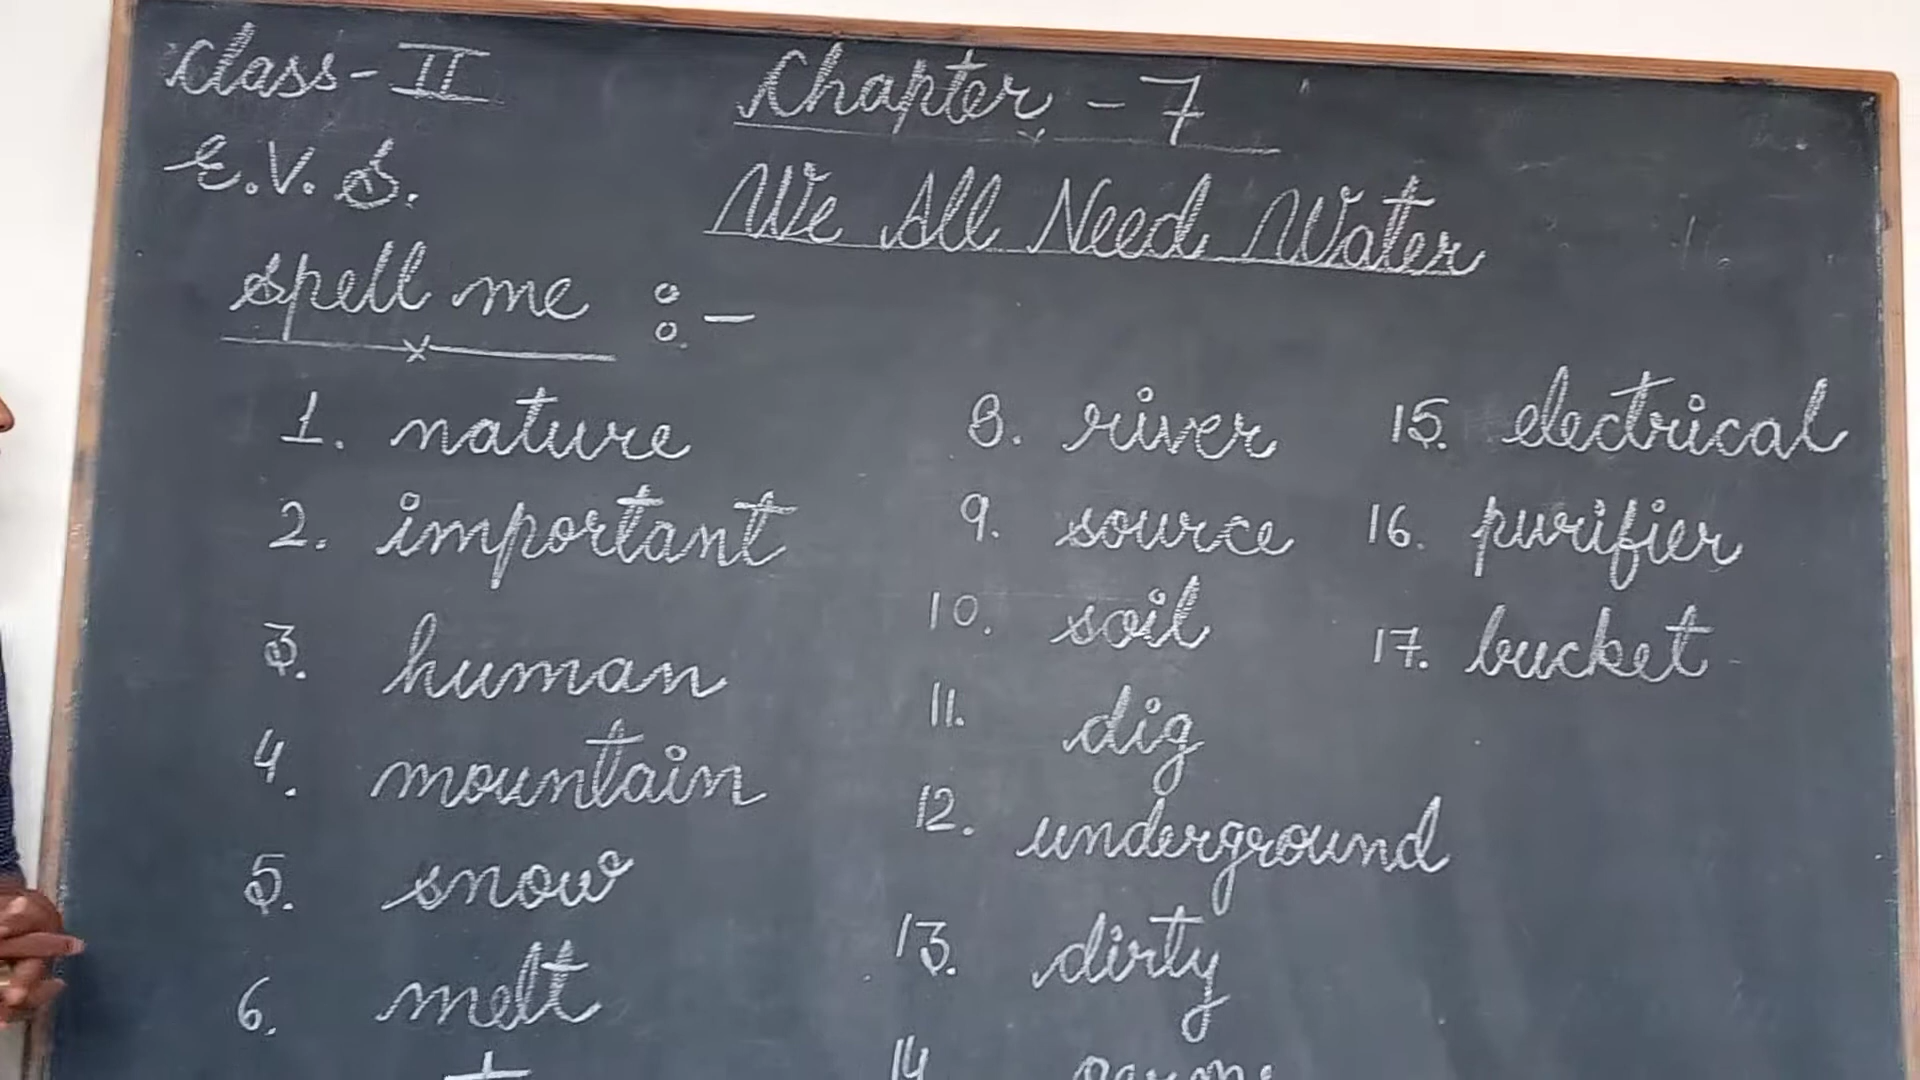 Class-II
E.V.S.
Chapter - 7
We All Need Water
Spell me :-
1. nature
2. important
3. human
4. mountain
5. snow
6. melt
8. river
9. source
10. soil
11. dig
12. underground
13. dirty
14.
15. electrical
16. purifier
17. bucket